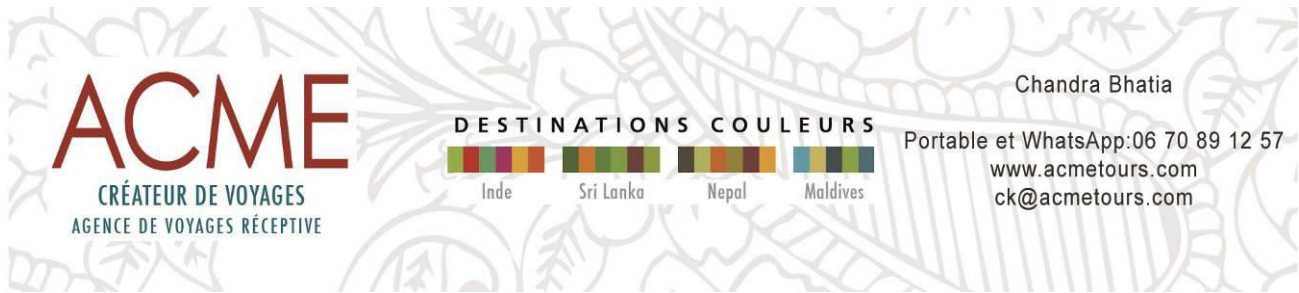 ACME
CRÉATEUR DE VOYAGES
AGENCE DE VOYAGES RÉCEPTIVE
DESTINATIONS COULEURS
Inde Sri Lanka Nepal Maldives
Chandra Bhatia
Portable et WhatsApp:06 70 89 12 57
www.acmetours.com
ck@acmetours.com